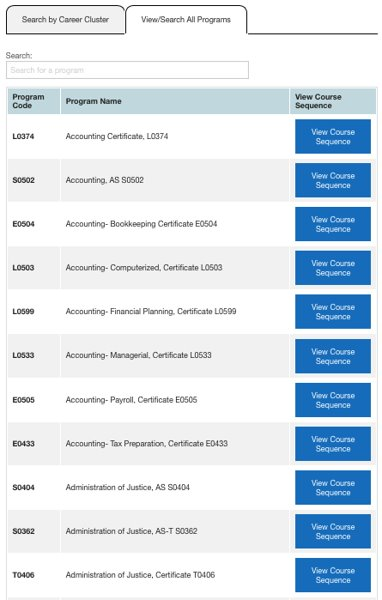 Search by Career Cluster
View/Search All Programs
Search:
Search for a program
Program Code
Program Name
View Course Sequence
L0374
Accounting Certificate, L0374
View Course Sequence
S0502
Accounting, AS S0502
View Course Sequence
E0504
Accounting- Bookkeeping Certificate E0504
View Course Sequence
L0503
Accounting- Computerized, Certificate L0503
View Course Sequence
L0599
Accounting- Financial Planning, Certificate L0599
View Course Sequence
L0533
Accounting- Managerial, Certificate L0533
View Course Sequence
E0505
Accounting- Payroll, Certificate E0505
View Course Sequence
E0433
Accounting- Tax Preparation, Certificate E0433
View Course Sequence
S0404
Administration of Justice, AS S0404
View Course Sequence
S0362
Administration of Justice, AS-T S0362
View Course Sequence
T0406
Administration of Justice, Certificate T0406
View Course Sequence